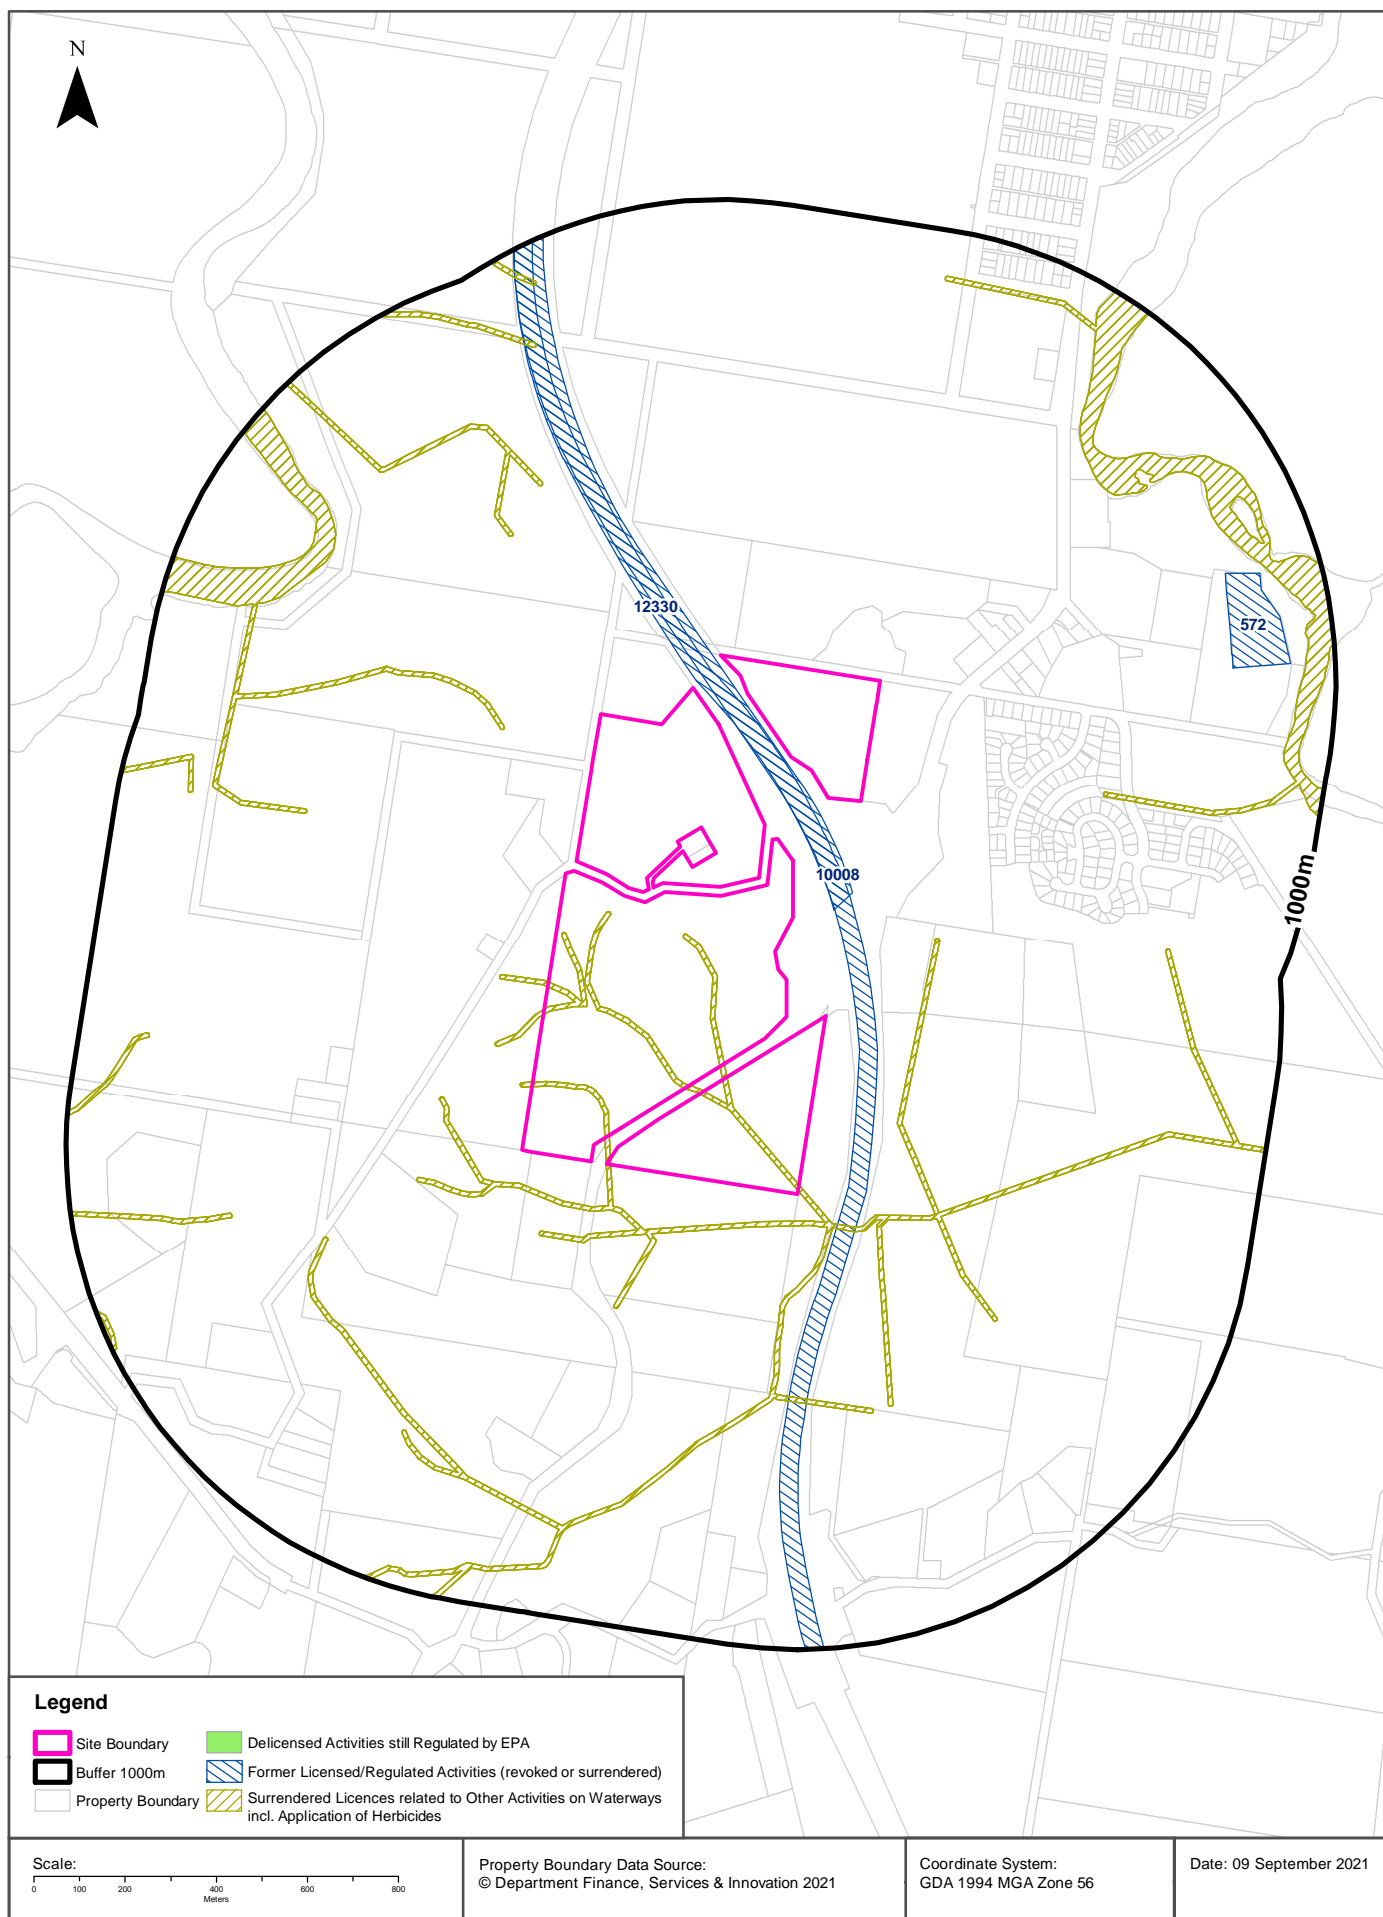 N
12330
572
10008
1000m
Legend
Site Boundary
Buffer 1000m
Property Boundary
Delicensed Activities still Regulated by EPA
Former Licensed/Regulated Activities (revoked or surrendered)
Surrendered Licences related to Other Activities on Waterways
incl. Application of Herbicides
Scale:
0 100 200 400 600 800
Meters
Property Boundary Data Source:
© Department Finance, Services & Innovation 2021
Coordinate System:
GDA 1994 MGA Zone 56
Date: 09 September 2021